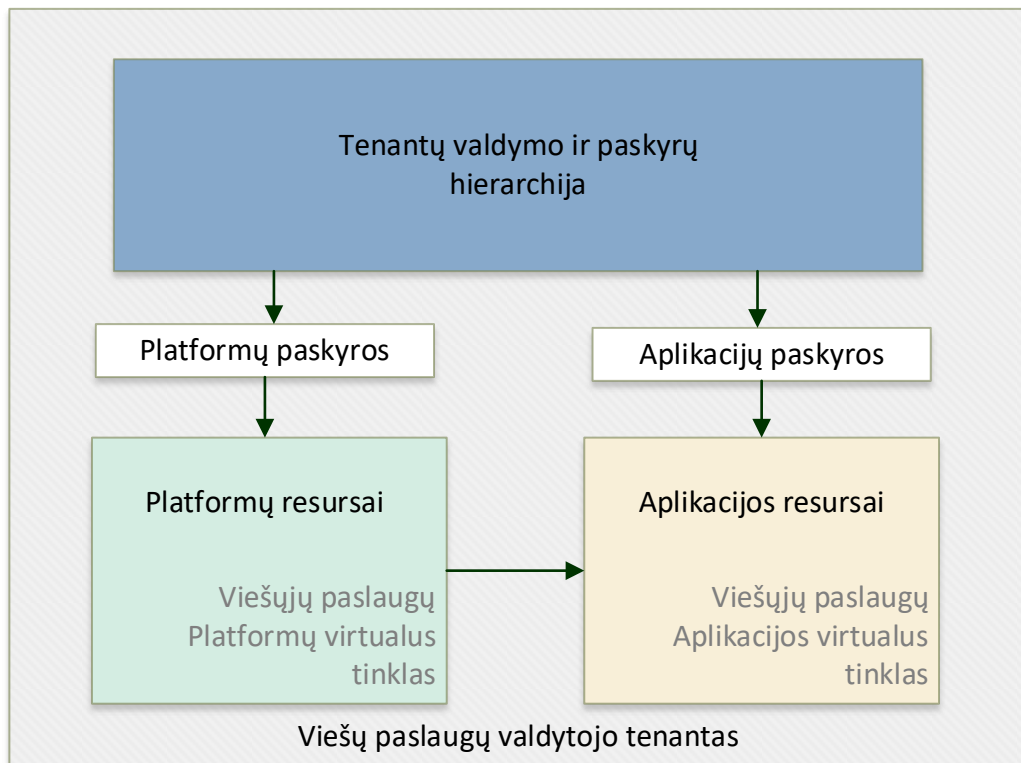 Tenantų valdymo ir paskyrų
hierarchija
Platformų paskyros
Aplikacijų paskyros
Platformų resursai
Viešųjų paslaugų
Platformų virtualus
tinklas
Aplikacijos resursai
Viešųjų paslaugų
Aplikacijos virtualus
tinklas
Viešų paslaugų valdytojo tenantas